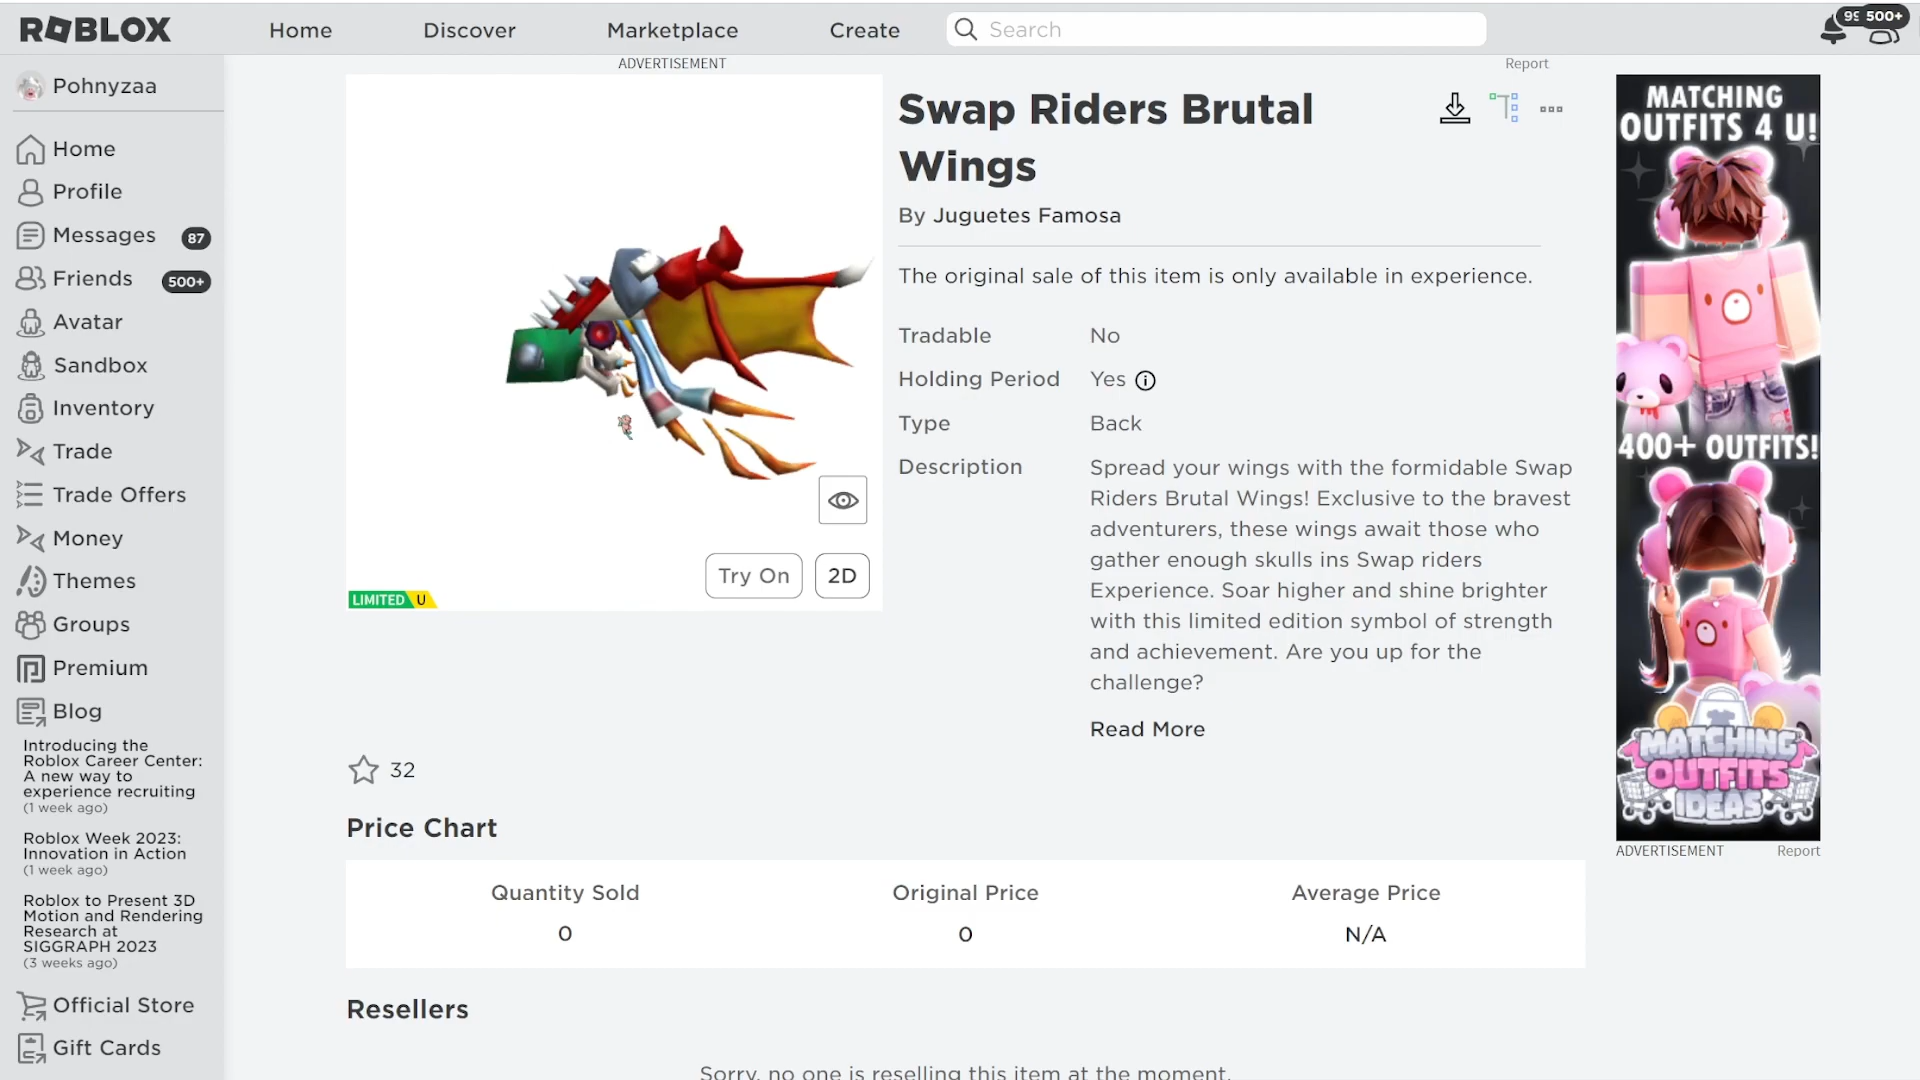 ROBLOX
Home
Discover
Marketplace
Create
Search
99
500+
ADVERTISEMENT
Report
Pohnyzaa
Home
Profile
Messages
87
Friends
500+
Avatar
Sandbox
Inventory
Trade
Trade Offers
Money
Themes
Groups
Premium
Blog
Introducing the
Roblox Career Center:
A new way to
experience recruiting
(1 week ago)
Roblox Week 2023:
Innovation in Action
(1 week ago)
Roblox to Present 3D
Motion and Rendering
Research at
SIGGRAPH 2023
(3 weeks ago)
Official Store
Gift Cards
Try On
2D
LIMITED U
Swap Riders Brutal
Wings
By Juguetes Famosa
The original sale of this item is only available in experience.
Tradable No
Holding Period Yes
Type Back
Description
Spread your wings with the formidable Swap
Riders Brutal Wings! Exclusive to the bravest
adventurers, these wings await those who
gather enough skulls ins Swap riders
Experience. Soar higher and shine brighter
with this limited edition symbol of strength
and achievement. Are you up for the
challenge?
Read More
32
Price Chart
Quantity Sold
0
Original Price
0
Average Price
N/A
Resellers
Sorry, no one is reselling this item at the moment.
MATCHING
OUTFITS 4 U!
400+ OUTFITS!
MATCHING
OUTFITS
IDEAS
ADVERTISEMENT
Report